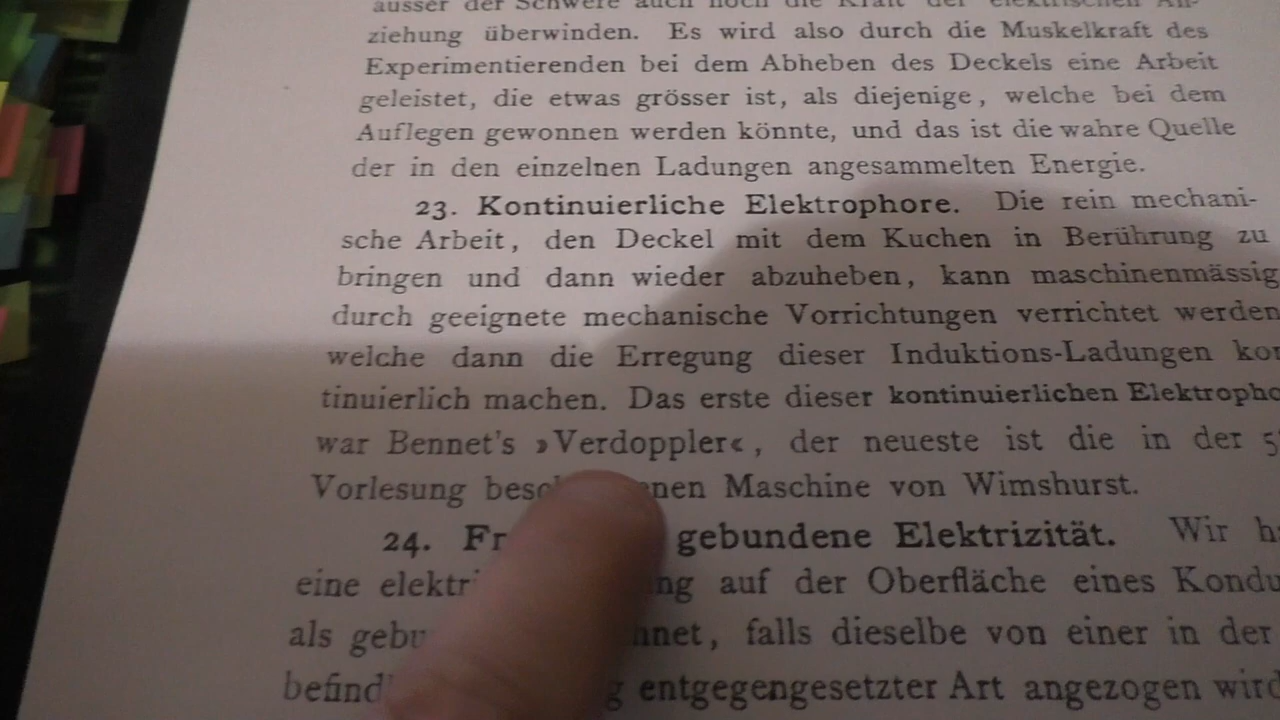 ausser der Schwere auch noch die Kraft der elektrischen An-
ziehung überwinden. Es wird also durch die Muskelkraft des
Experimentierenden bei dem Abheben des Deckels eine Arbeit
geleistet, die etwas grösser ist, als diejenige, welche bei dem
Auflegen gewonnen werden könnte, und das ist die wahre Quelle
der in den einzelnen Ladungen angesammelten Energie.
23. Kontinuierliche Elektrophore. Die rein mechani-
sche Arbeit, den Deckel mit dem Kuchen in Berührung zu
bringen und dann wieder abzuheben, kann maschinenmässig
durch geeignete mechanische Vorrichtungen verrichtet werden
welche dann die Erregung dieser Induktions-Ladungen kon
tinuierlich machen. Das erste dieser kontinuierlichen Elektropho
war Bennet's »Verdoppler«, der neueste ist die in der
Vorlesung nen Maschine von Wimshurst.
24. Fr gebundene Elektrizität. Wir
eine elektri ng auf der Oberfläche eines Kondu
als gebu hnet, falls dieselbe von einer in der
befind g entgegengesetzter Art angezogen wird